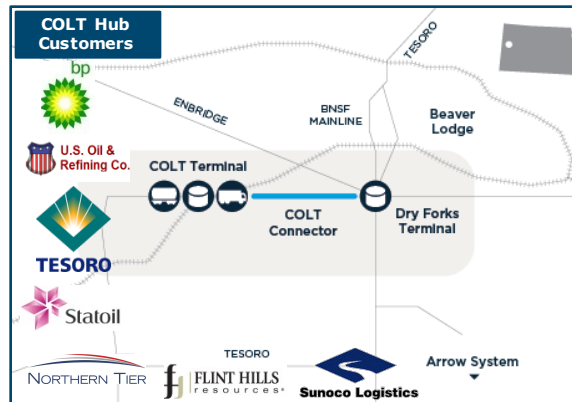 COLT Hub
Customers
bp
U.S. Oil &
Refining Co.
TESORO
Statoil
NORTHERN TIER
FLINT HILLS
resources®
Sunoco Logistics
TESORO
ENBRIDGE
BNSF
MAINLINE
Beaver
Lodge
COLT Terminal
COLT
Connector
Dry Forks
Terminal
TESORO
Arrow System